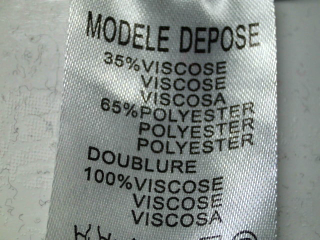 MODELE DEPOSE
35%VISCOSE
VISCOSE
VISCOSA
65%POLYESTER
POLYESTER
POLYESTER
DOUBLURE
100%VISCOSE
VISCOSE
VISCOSA